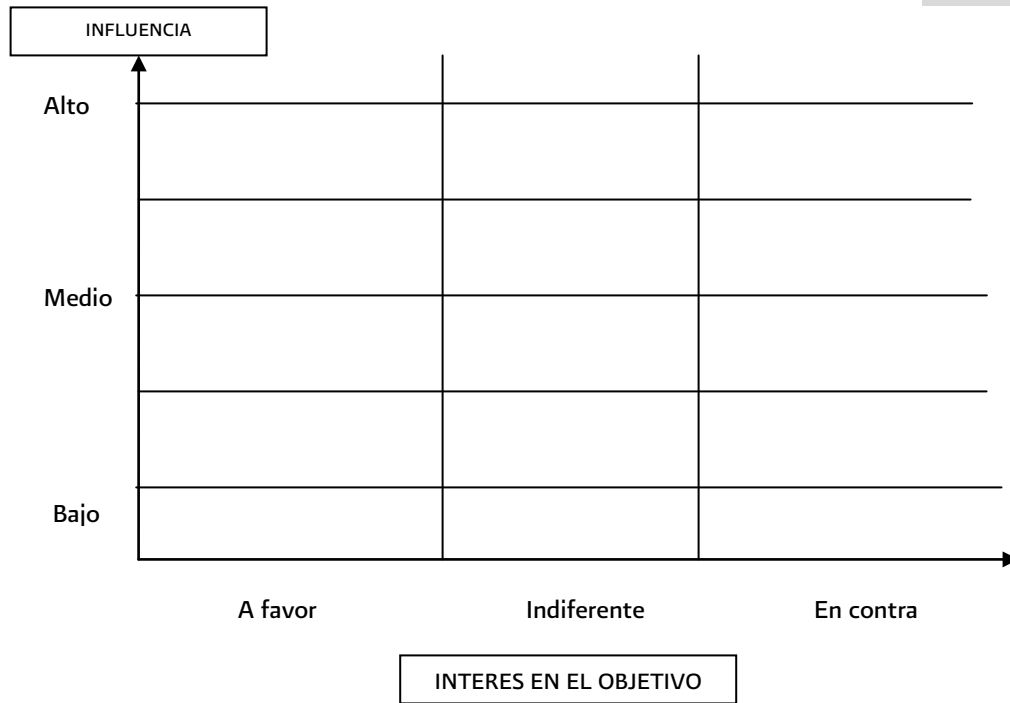 INFLUENCIA
Alto
Medio
Bajo
A favor Indiferente En contra
INTERES EN EL OBJETIVO